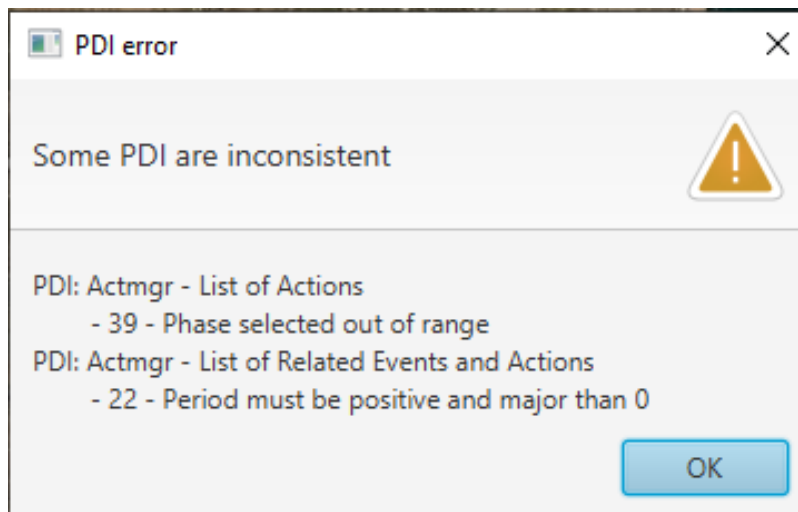 PDI error
Some PDI are inconsistent
PDI: Actmgr - List of Actions
- 39 - Phase selected out of range
PDI: Actmgr - List of Related Events and Actions
- 22 - Period must be positive and major than 0
OK